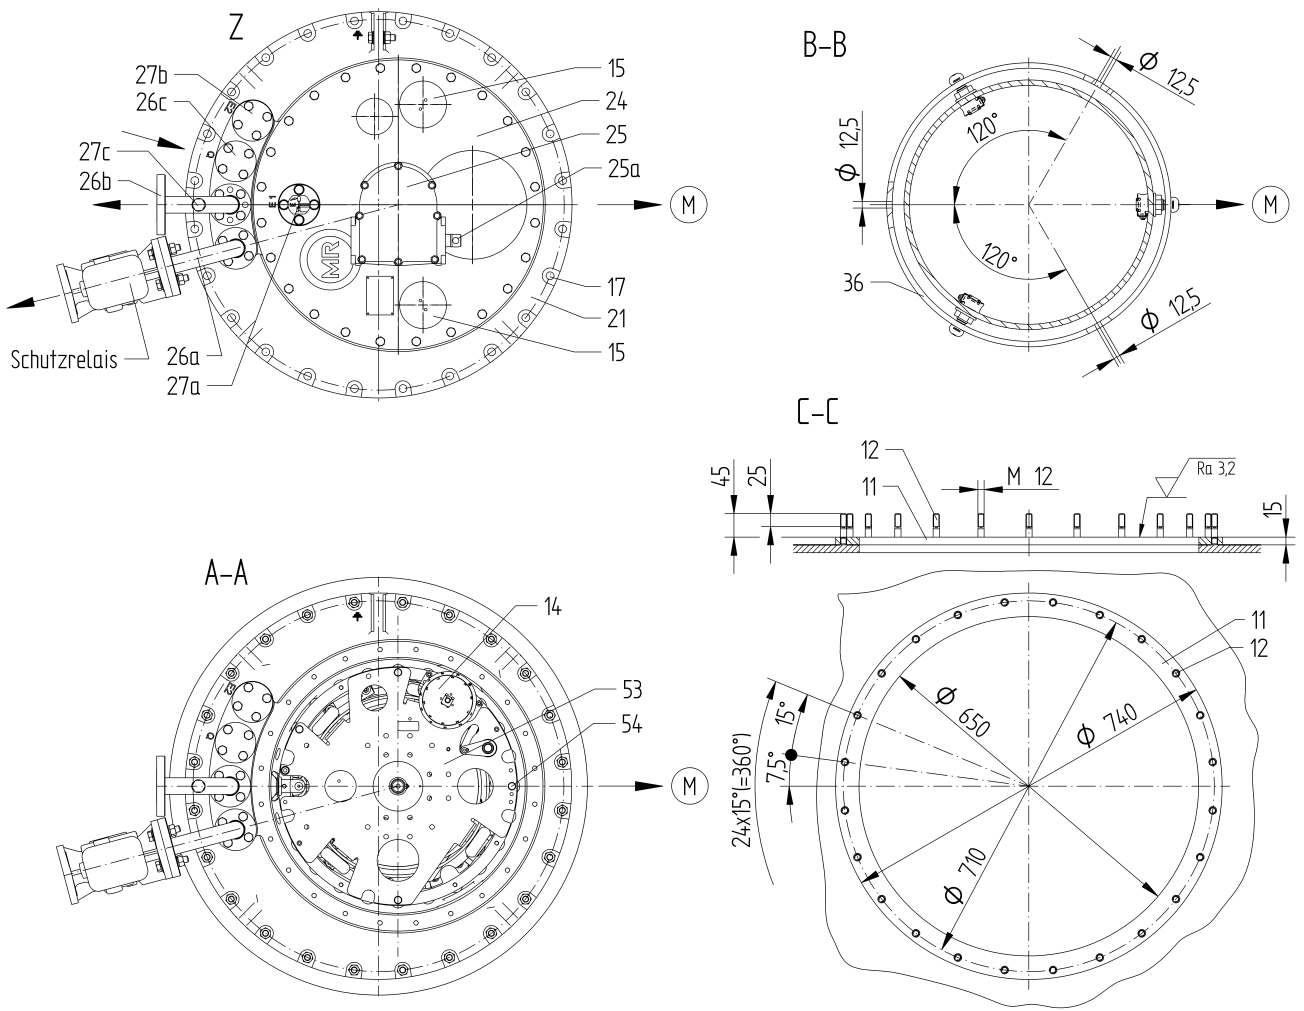 Z
27b
26c
27c
26b
15
24
25
25a
M
E1
MR
17
21
15
Schutzrelais
26a
27a
B–B
ϕ 12,5
ϕ 12,5
120°
120°
M
36
ϕ 12,5
C–C
12
11
M 12
45
25
Ra 3,2
15
11
12
ϕ 650
ϕ 740
ϕ 710
15°
7,5°
24x15°(=360°)
A–A
14
53
54
M